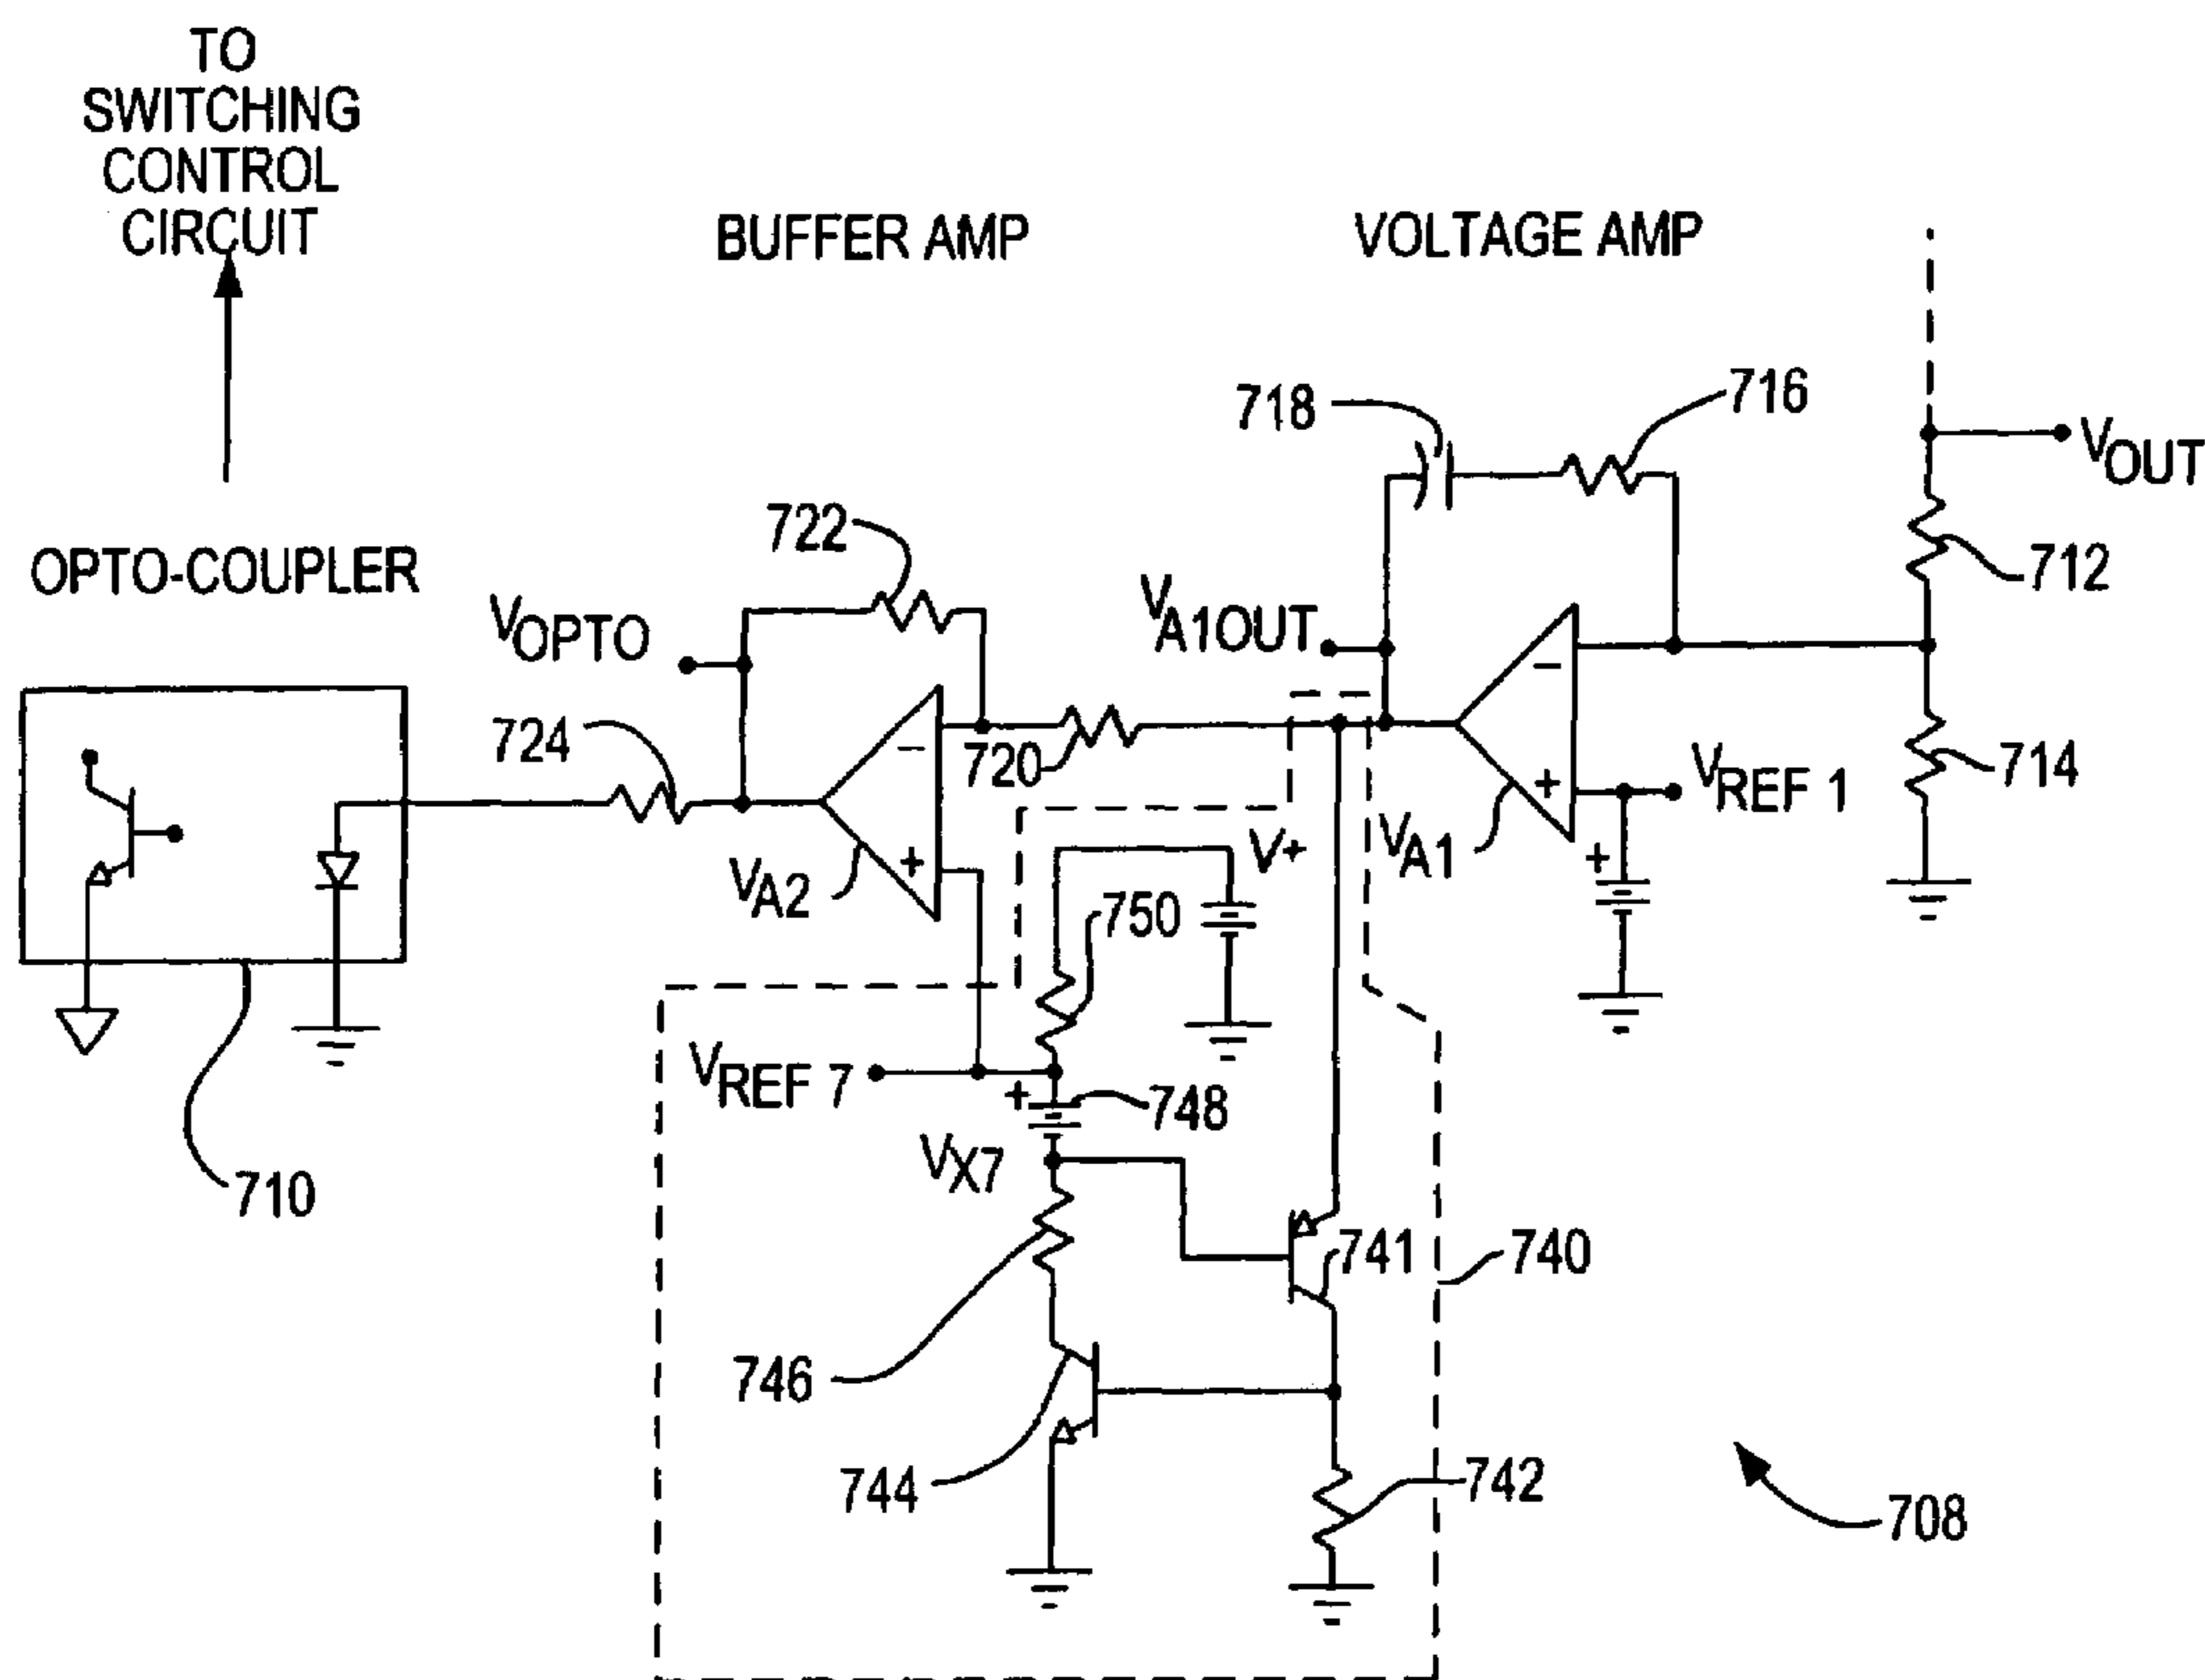 TO
SWITCHING
CONTROL
CIRCUIT
BUFFER AMP
VOLTAGE AMP
718
716
VOUT
722
712
OPTO-COUPLER
VOPTO
VA1OUT
724
720
714
VREF 1
V+
VA1
VA2
750
VREF 7
748
VX7
710
741
740
746
744
742
708
−
+
−
+
+
+